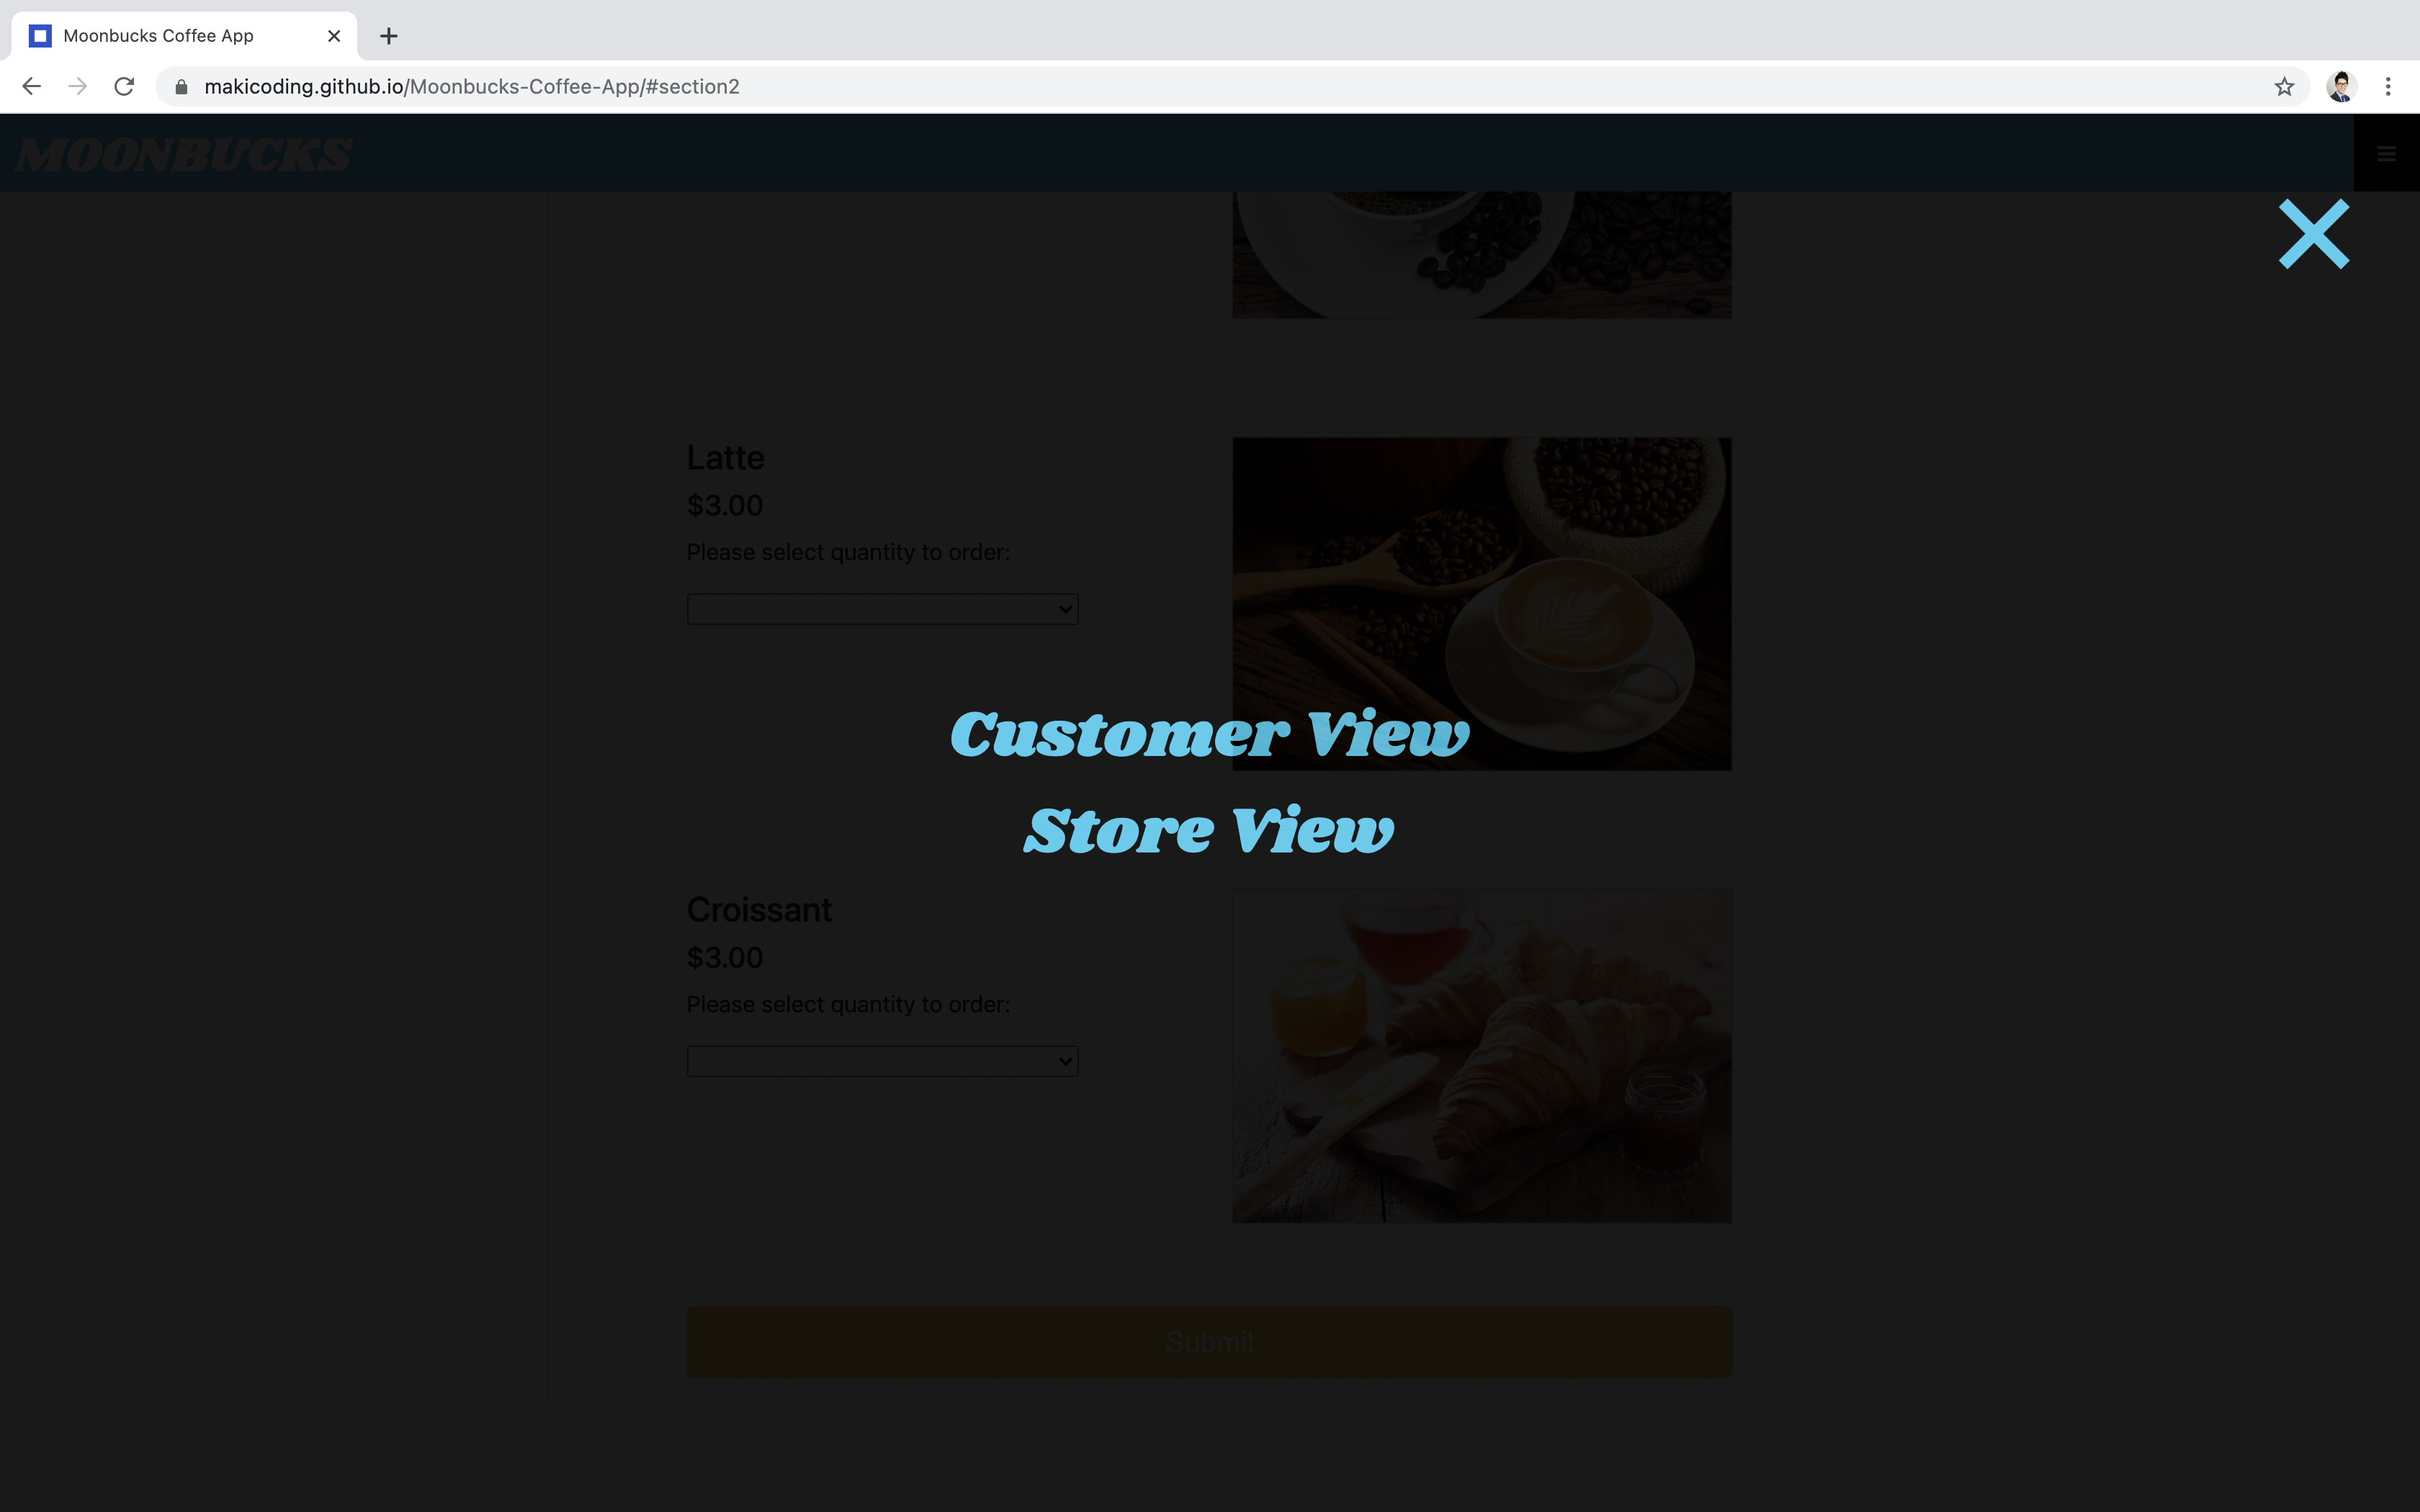 Moonbucks Coffee App
makicoding.github.io/Moonbucks-Coffee-App/#section2
MOONBUCKS
Latte
$3.00
Please select quantity to order:
Customer View
Store View
Croissant
$3.00
Please select quantity to order:
Submit